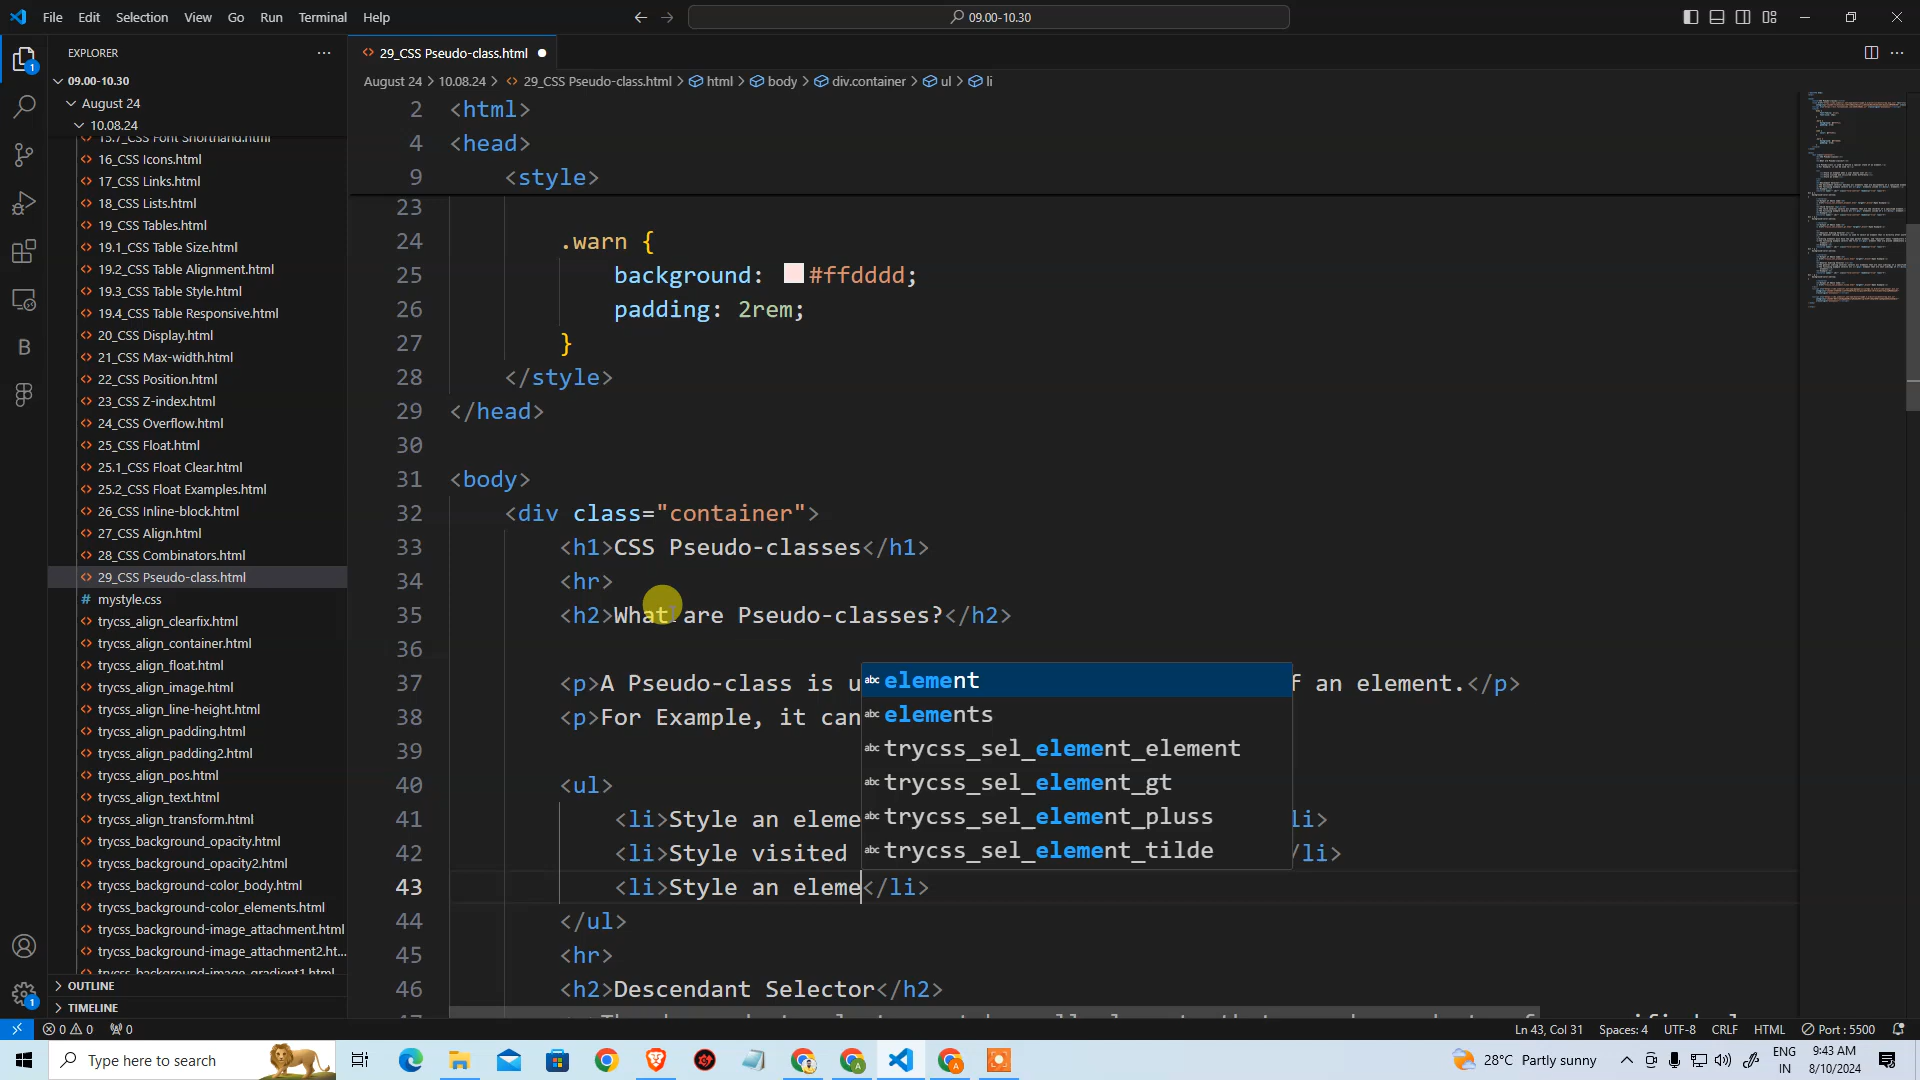 File Edit Selection View Go Run Terminal Help
09.00-10.30
EXPLORER
29_CSS Pseudo-class.html
09.00-10.30
August 24 > 10.08.24 > 29_CSS Pseudo-class.html > html > body > div.container > ul > li
August 24
10.08.24
16_CSS Icons.html
17_CSS Links.html
18_CSS Lists.html
19_CSS Tables.html
19.1_CSS Table Size.html
19.2_CSS Table Alignment.html
19.3_CSS Table Style.html
19.4_CSS Table Responsive.html
20_CSS Display.html
21_CSS Max-width.html
22_CSS Position.html
23_CSS Z-index.html
24_CSS Overflow.html
25_CSS Float.html
25.1_CSS Float Clear.html
25.2_CSS Float Examples.html
26_CSS Inline-block.html
27_CSS Align.html
28_CSS Combinators.html
29_CSS Pseudo-class.html
mystyle.css
trycss_align_clearfix.html
trycss_align_container.html
trycss_align_float.html
trycss_align_image.html
trycss_align_line-height.html
trycss_align_padding.html
trycss_align_padding2.html
trycss_align_pos.html
trycss_align_text.html
trycss_align_transform.html
trycss_background_opacity.html
trycss_background_opacity2.html
trycss_background-color_body.html
trycss_background-color_elements.html
trycss_background-image_attachment.html
trycss_background-image_attachment2.ht...
trycss_background-image_gradient1.html
OUTLINE
TIMELINE
2 <html>
4 <head>
9 <style>
23
24 .warn {
25 background: #ffdddd;
26 padding: 2rem;
27 }
28 </style>
29 </head>
30
31 <body>
32 <div class="container">
33 <h1>CSS Pseudo-classes</h1>
34 <hr>
35 <h2>What are Pseudo-classes?</h2>
36
37 <p>A Pseudo-class is u f an element.</p>
38 <p>For Example, it can
39
40 <ul>
41 <li>Style an eleme li>
42 <li>Style visited /li>
43 <li>Style an eleme</li>
44 </ul>
45 <hr>
46 <h2>Descendant Selector</h2>
element
elements
trycss_sel_element_element
trycss_sel_element_gt
trycss_sel_element_pluss
trycss_sel_element_tilde
0 0 0
Ln 43, Col 31 Spaces: 4 UTF-8 CRLF HTML Port : 5500
Type here to search
28°C Partly sunny
ENG
IN
9:43 AM
8/10/2024